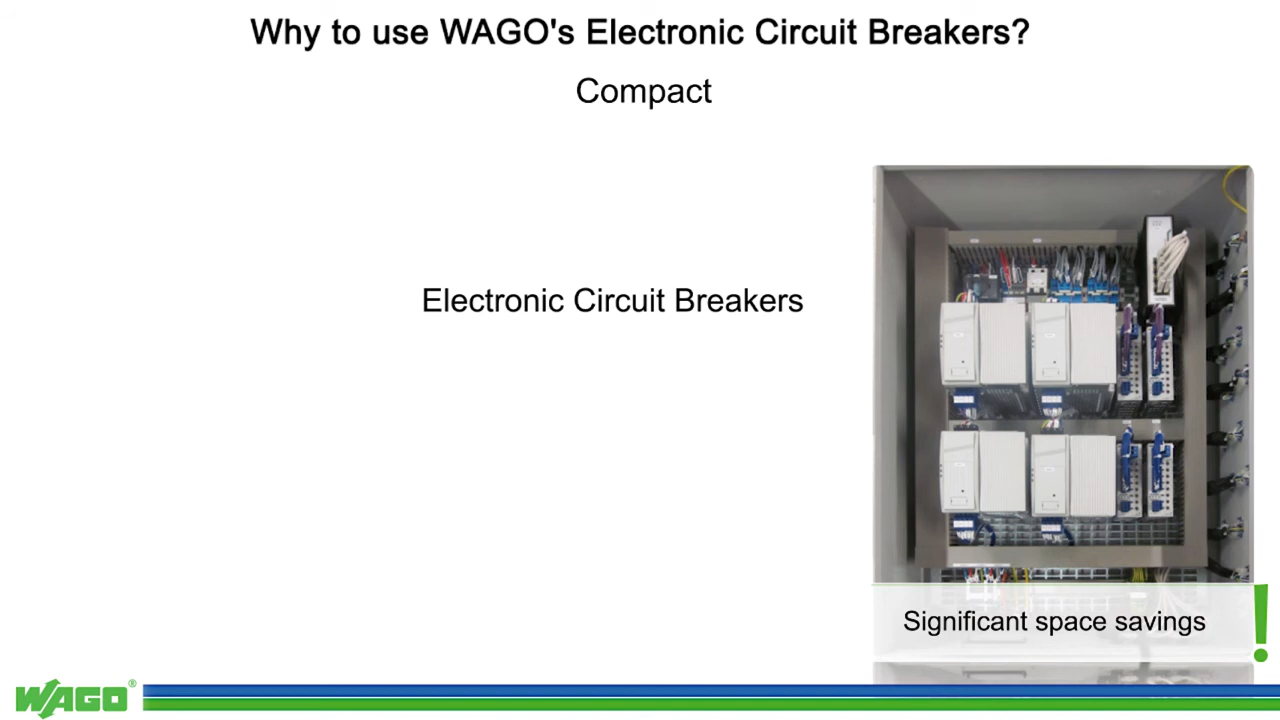 Why to use WAGO's Electronic Circuit Breakers?
Compact
Electronic Circuit Breakers
Significant space savings
!
WAGO®